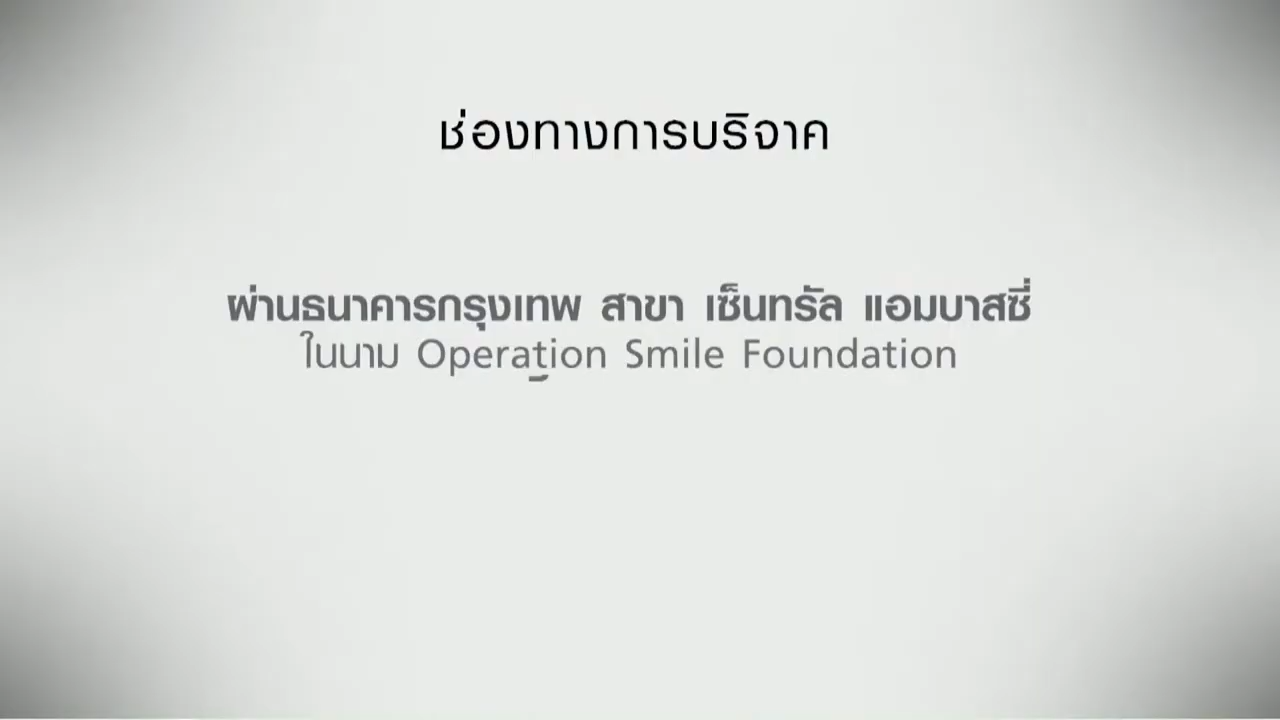 ช่องทางการบริจาค
ผ่านธนาคารกรุงเทพ สาขา เซ็นทรัล แอมบาสซี่
ในนาม Operation Smile Foundation